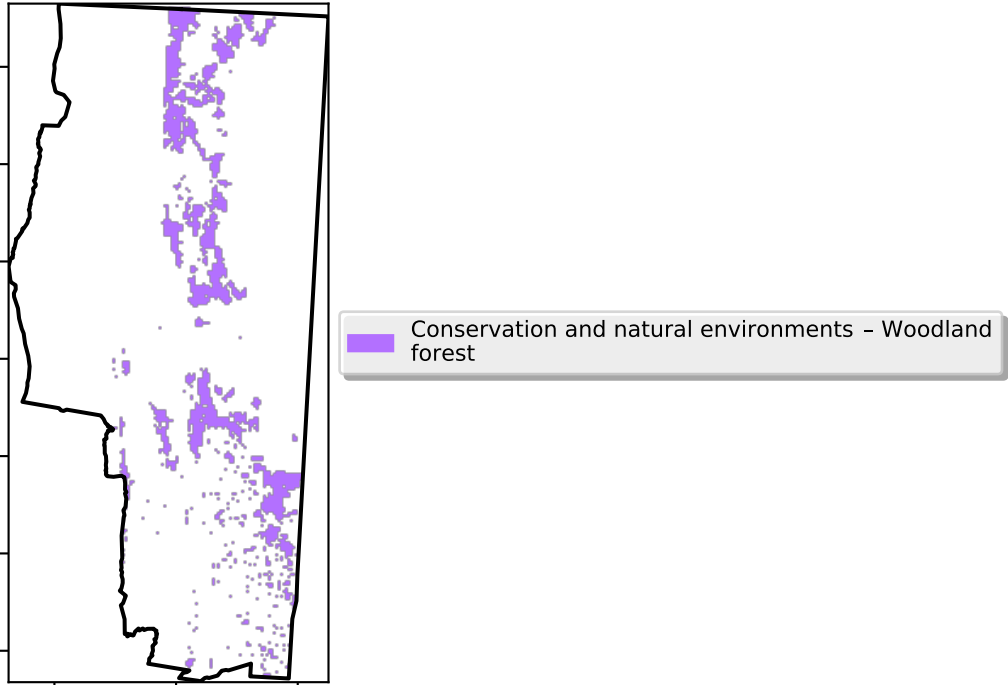 Conservation and natural environments – Woodland
forest